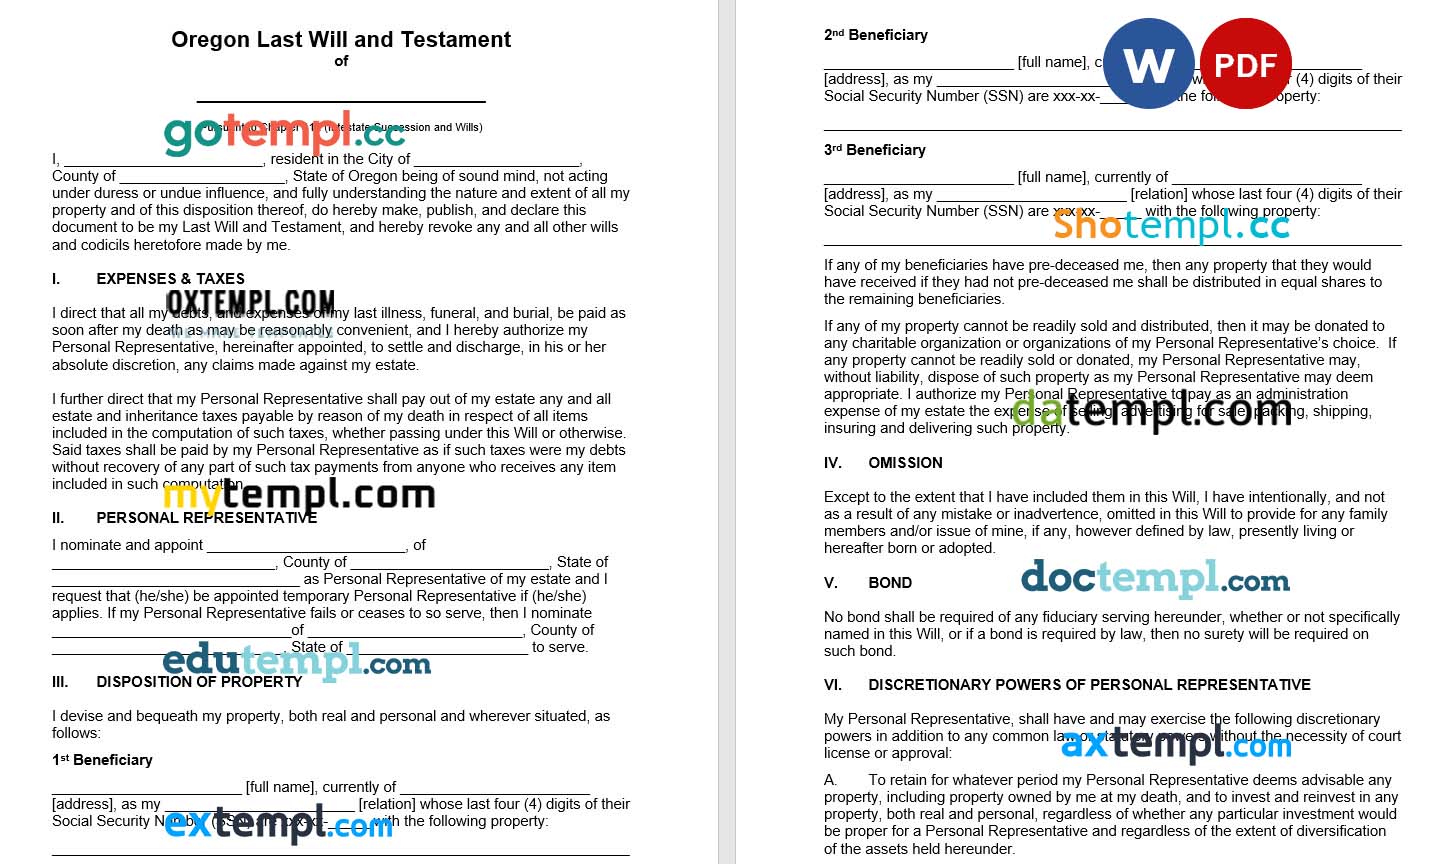 Oregon Last Will and Testament
of
Pursuant to Chapter 11 (Intestate Succession and Wills)
gotempl.cc
I, ________________________, resident in the City of ____________________,
County of ____________________, State of Oregon being of sound mind, not acting
under duress or undue influence, and fully understanding the nature and extent of all my
property and of this disposition thereof, do hereby make, publish, and declare this
document to be my Last Will and Testament, and hereby revoke any and all other wills
and codicils heretofore made by me.
I. EXPENSES & TAXES
OXTEMPL.COM
WE MAKE TEMPLATES
I direct that all my debts, and expenses of my last illness, funeral, and burial, be paid as
soon after my death as may be reasonably convenient, and I hereby authorize my
Personal Representative, hereinafter appointed, to settle and discharge, in his or her
absolute discretion, any claims made against my estate.
I further direct that my Personal Representative shall pay out of my estate any and all
estate and inheritance taxes payable by reason of my death in respect of all items
included in the computation of such taxes, whether passing under this Will or otherwise.
Said taxes shall be paid by my Personal Representative as if such taxes were my debts
without recovery of any part of such tax payments from anyone who receives any item
included in such computation.
mytempl.com
II. PERSONAL REPRESENTATIVE
I nominate and appoint ________________________, of
___________________________, County of ________________________, State of
______________________________ as Personal Representative of my estate and I
request that (he/she) be appointed temporary Personal Representative if (he/she)
applies. If my Personal Representative fails or ceases to so serve, then I nominate
_____________________________of __________________________, County of
____________________________, State of ______________________ to serve.
edutempl.com
III. DISPOSITION OF PROPERTY
I devise and bequeath my property, both real and personal and wherever situated, as
follows:
1st Beneficiary
_______________________ [full name], currently of _______________________
[address], as my _______________________ [relation] whose last four (4) digits of their
Social Security Number (SSN) are xxx-xx-_____ with the following property:
extempl.com
2nd Beneficiary
W
PDF
_______________________ [full name], c
[address], as my _______________________ (4) digits of their
Social Security Number (SSN) are xxx-xx-_____ the property:
3rd Beneficiary
_______________________ [full name], currently of _______________________
[address], as my _______________________ [relation] whose last four (4) digits of their
Social Security Number (SSN) are xxx-xx-_____ with the following property:
Shotempl.cc
If any of my beneficiaries have pre-deceased me, then any property that they would
have received if they had not pre-deceased me shall be distributed in equal shares to
the remaining beneficiaries.
If any of my property cannot be readily sold and distributed, then it may be donated to
any charitable organization or organizations of my Personal Representative’s choice. If
any property cannot be readily sold or donated, my Personal Representative may,
without liability, dispose of such property as my Personal Representative may deem
appropriate. I authorize my Personal Representative to pay as an administration
expense of my estate the expense of selling, advertising for sale, packing, shipping,
insuring and delivering such property.
datempl.com
IV. OMISSION
Except to the extent that I have included them in this Will, I have intentionally, and not
as a result of any mistake or inadvertence, omitted in this Will to provide for any family
members and/or issue of mine, if any, however defined by law, presently living or
hereafter born or adopted.
doctempl.com
V. BOND
No bond shall be required of any fiduciary serving hereunder, whether or not specifically
named in this Will, or if a bond is required by law, then no surety will be required on
such bond.
VI. DISCRETIONARY POWERS OF PERSONAL REPRESENTATIVE
My Personal Representative, shall have and may exercise the following discretionary
powers in addition to any common law or statutory powers without the necessity of court
license or approval:
axtempl.com
A. To retain for whatever period my Personal Representative deems advisable any
property, including property owned by me at my death, and to invest and reinvest in any
property, both real and personal, regardless of whether any particular investment would
be proper for a Personal Representative and regardless of the extent of diversification
of the assets held hereunder.